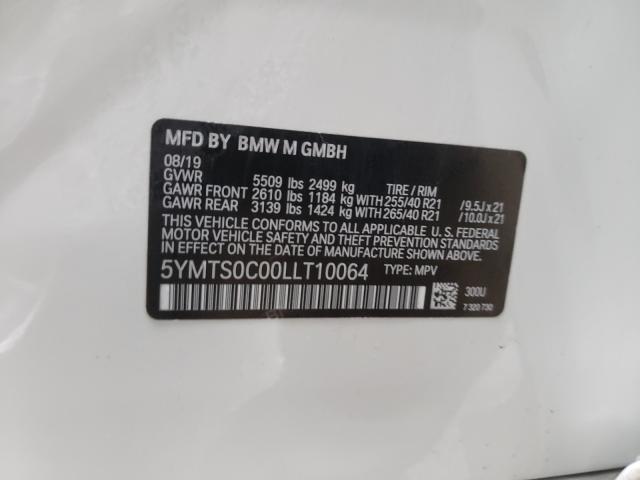 MFD BY BMW M GMBH
08/19
GVWR 5509 lbs 2499 kg TIRE / RIM
GAWR FRONT 2610 lbs 1184 kg WITH 255/40 R21 /9.5J x 21
GAWR REAR 3139 lbs 1424 kg WITH 265/40 R21 /10.0J x 21
THIS VEHICLE CONFORMS TO ALL APPLICABLE U.S. FEDERAL
MOTOR VEHICLE SAFETY AND THEFT PREVENTION STANDARDS
IN EFFECT ON THE DATE OF MANUFACTURE SHOWN ABOVE.
5YMTS0C00LLT10064 TYPE: MPV
300U
7 320 730